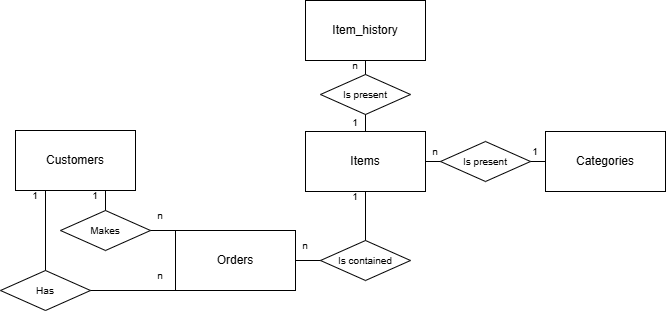 Item_history
n
Is present
1
Customers
Items
n
Is present
1
Categories
1
1
1
Makes
n
Orders
n
Is contained
Has
n